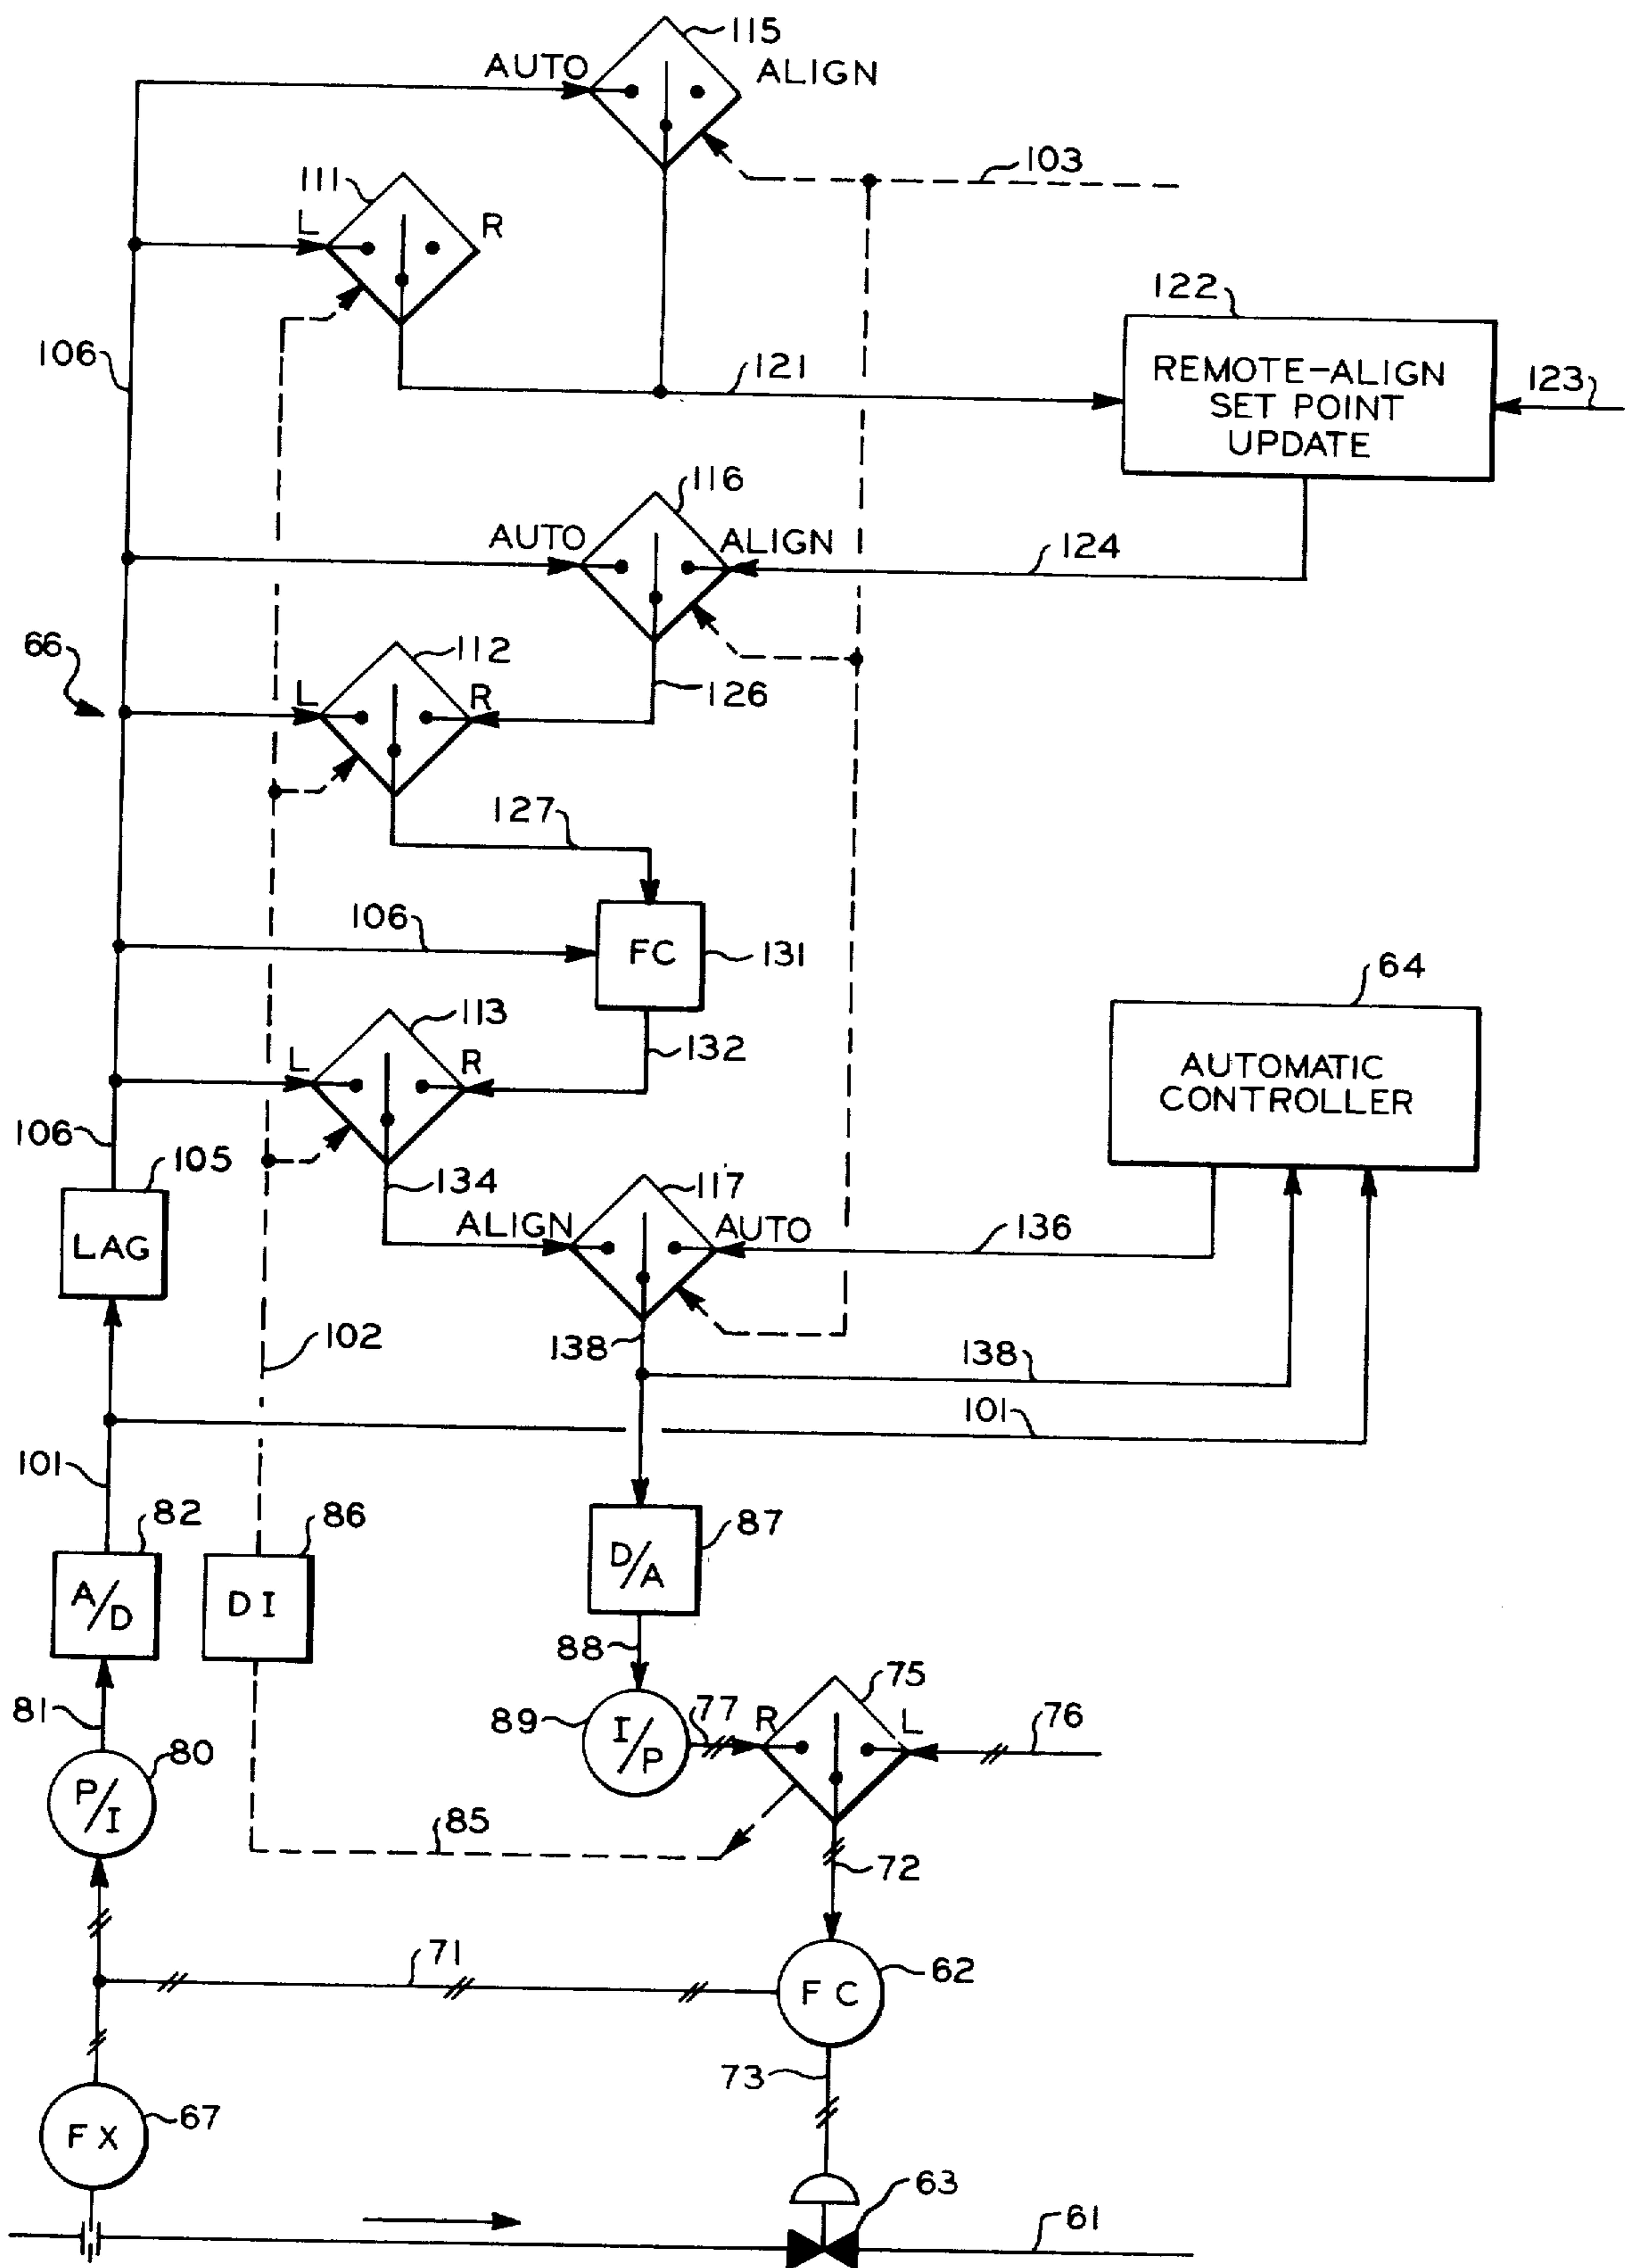 115
AUTO
ALIGN
103
111
L
R
122
106
121
REMOTE-ALIGN
SET POINT
UPDATE
123
116
AUTO
ALIGN
124
66
112
L
R
126
127
106
FC
131
64
113
L
R
132
AUTOMATIC
CONTROLLER
106
105
134
117
ALIGN
AUTO
136
LAG
102
138
138
101
101
82
86
87
A/D
DI
D/A
88
75
81
89
I/P
77
R
L
76
80
P/I
85
72
71
62
FC
73
67
FX
63
61